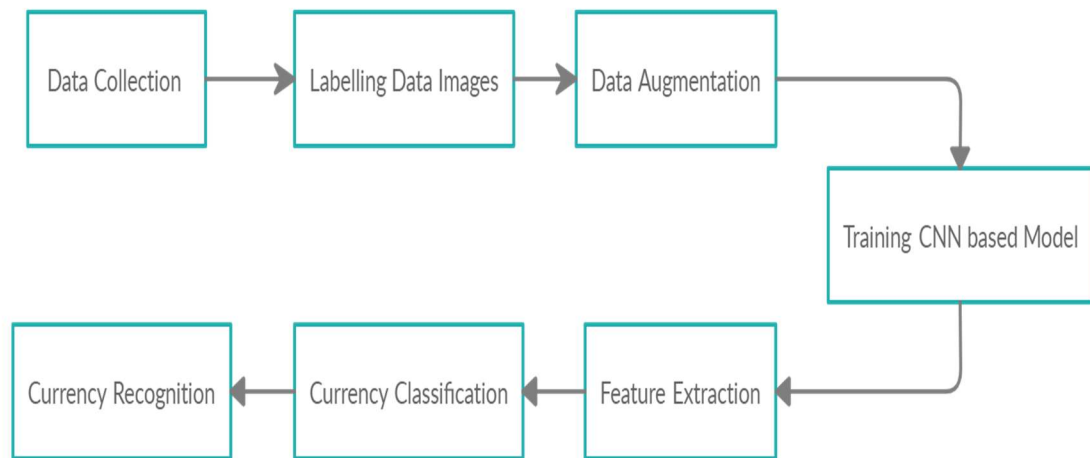 Data Collection
Labelling Data Images
Data Augmentation
Training CNN based Model
Feature Extraction
Currency Classification
Currency Recognition